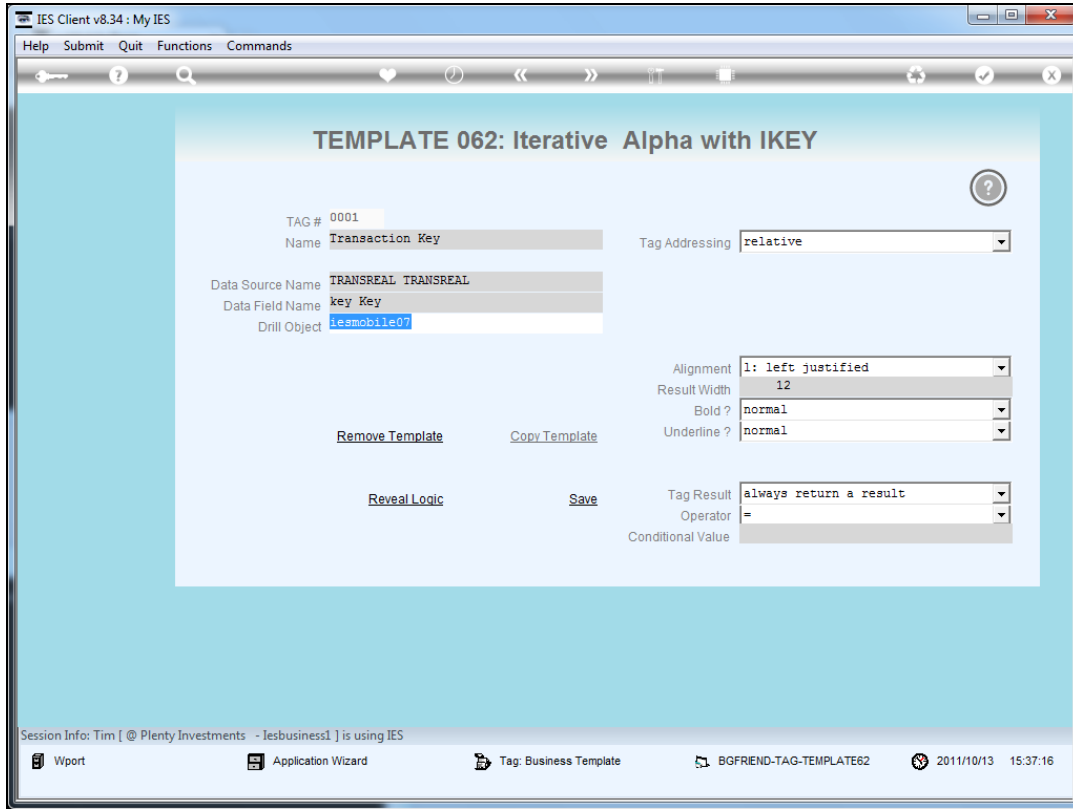 IES Client v8.34 : My IES
Help Submit Quit Functions Commands
TEMPLATE 062: Iterative Alpha with IKEY
TAG # 0001
Name Transaction Key
Tag Addressing relative
Data Source Name TRANSREAL TRANSREAL
Data Field Name key Key
Drill Object iesmobile07
Alignment l: left justified
Result Width 12
Bold ? normal
Remove Template Copy Template Underline ? normal
Reveal Logic Save Tag Result always return a result
Operator =
Conditional Value
Session Info: Tim [ @ Plenty Investments - Iesbusiness1 ] is using IES
Wport Application Wizard Tag: Business Template BGFRIEND-TAG-TEMPLATE62 2011/10/13 15:37:16